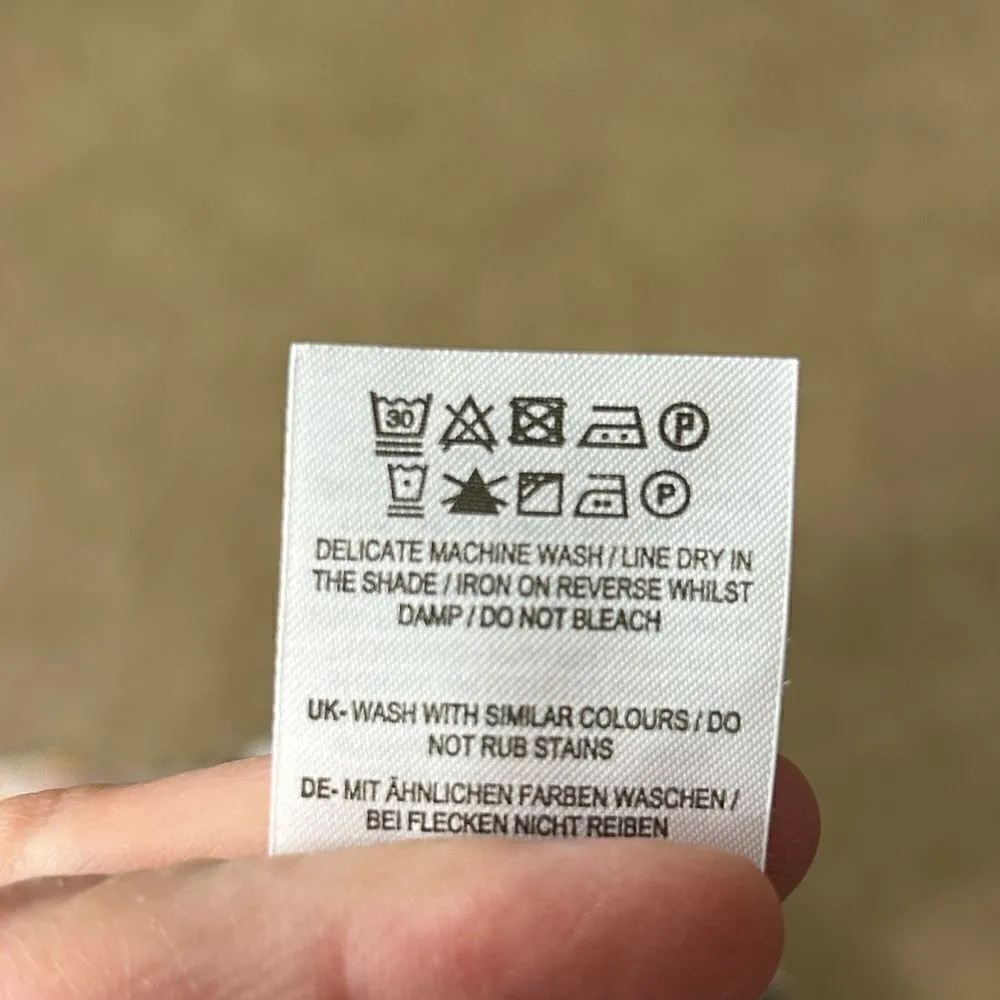 30 P
P
DELICATE MACHINE WASH / LINE DRY IN
THE SHADE / IRON ON REVERSE WHILST
DAMP / DO NOT BLEACH
UK- WASH WITH SIMILAR COLOURS / DO
NOT RUB STAINS
DE- MIT ÄHNLICHEN FARBEN WASCHEN /
BEI FLECKEN NICHT REIBEN